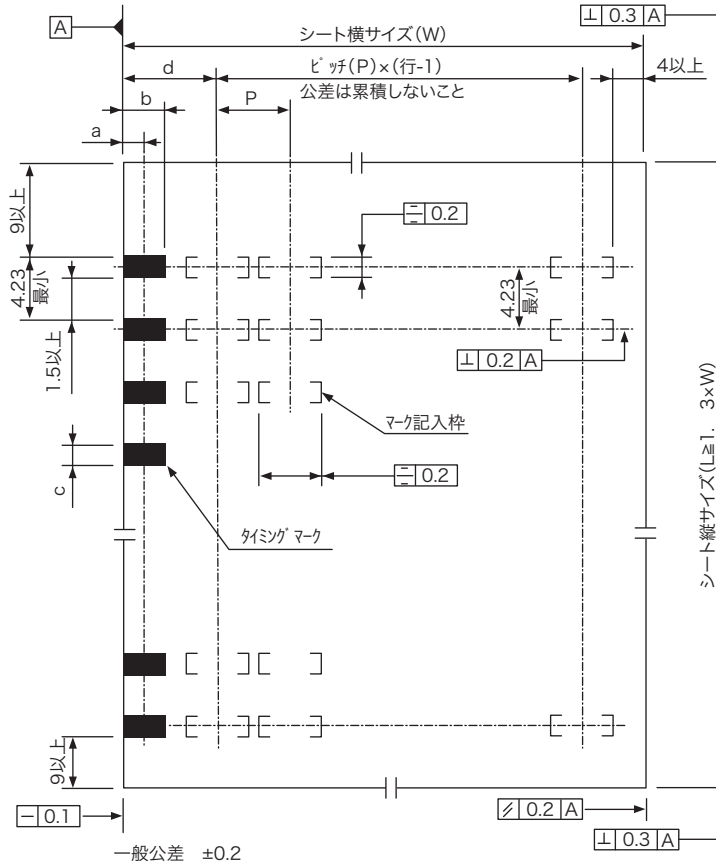 A
⊥ 0.3 A
シート横サイズ(W)
d
ピッチ(P)×(行-1)
4以上
公差は累積しないこと
b
P
a
9以上
⌯ 0.2
4.23
最小
4.23
最小
1.5以上
⊥ 0.2 A
シート縦サイズ(L≧1. 3×W)
マーク記入枠
c
⌯ 0.2
タイミングマーク
9以上
― 0.1
⫽ 0.2 A
⊥ 0.3 A
一般公差 ±0.2